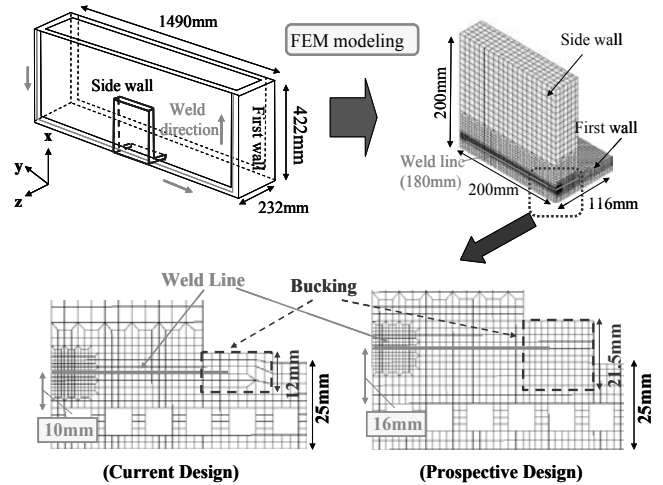 1490mm
FEM modeling
Side wall
Side wall
Weld
direction
First wall
422mm
232mm
x
y
z
200mm
First wall
Weld line
(180mm)
200mm
116mm
Weld Line
Bucking
12mm
25mm
10mm
21.5mm
25mm
16mm
(Current Design)
(Prospective Design)